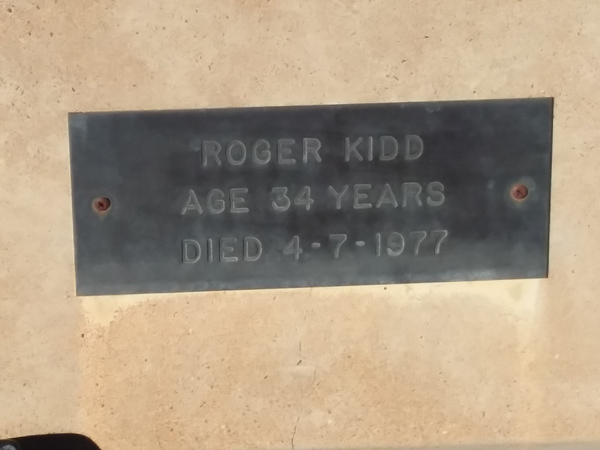 ROGER KIDD
AGE 34 YEARS
DIED 4-7-1977